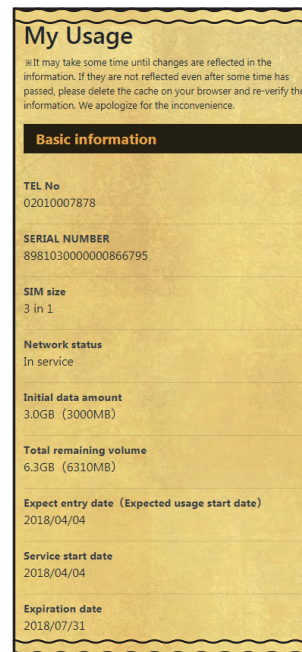 My Usage
※It may take some time until changes are reflected in the
information. If they are not reflected even after some time has
passed, please delete the cache on your browser and re-verify the
information. We apologize for the inconvenience.
Basic information
TEL No
02010007878
SERIAL NUMBER
8981030000000866795
SIM size
3 in 1
Network status
In service
Initial data amount
3.0GB（3000MB）
Total remaining volume
6.3GB（6310MB）
Expect entry date（Expected usage start date）
2018/04/04
Service start date
2018/04/04
Expiration date
2018/07/31